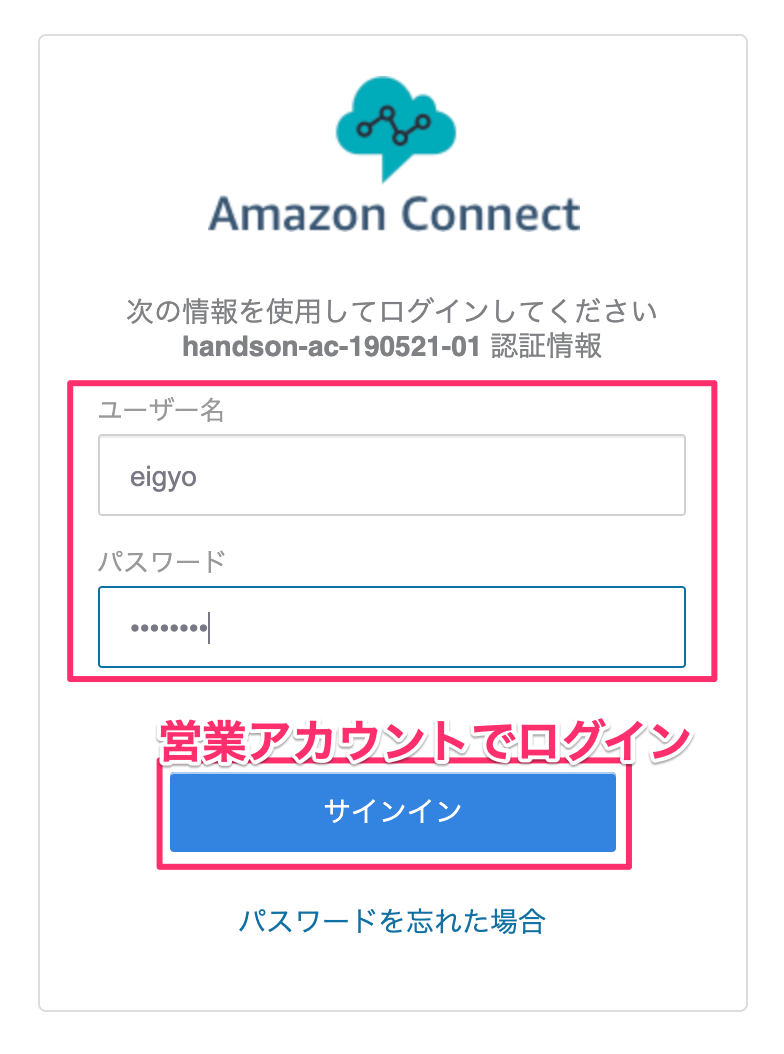 Amazon Connect
次の情報を使用してログインしてください
handson-ac-190521-01 認証情報
ユーザー名
eigyo
パスワード
••••••••
営業アカウントでログイン
サインイン
パスワードを忘れた場合